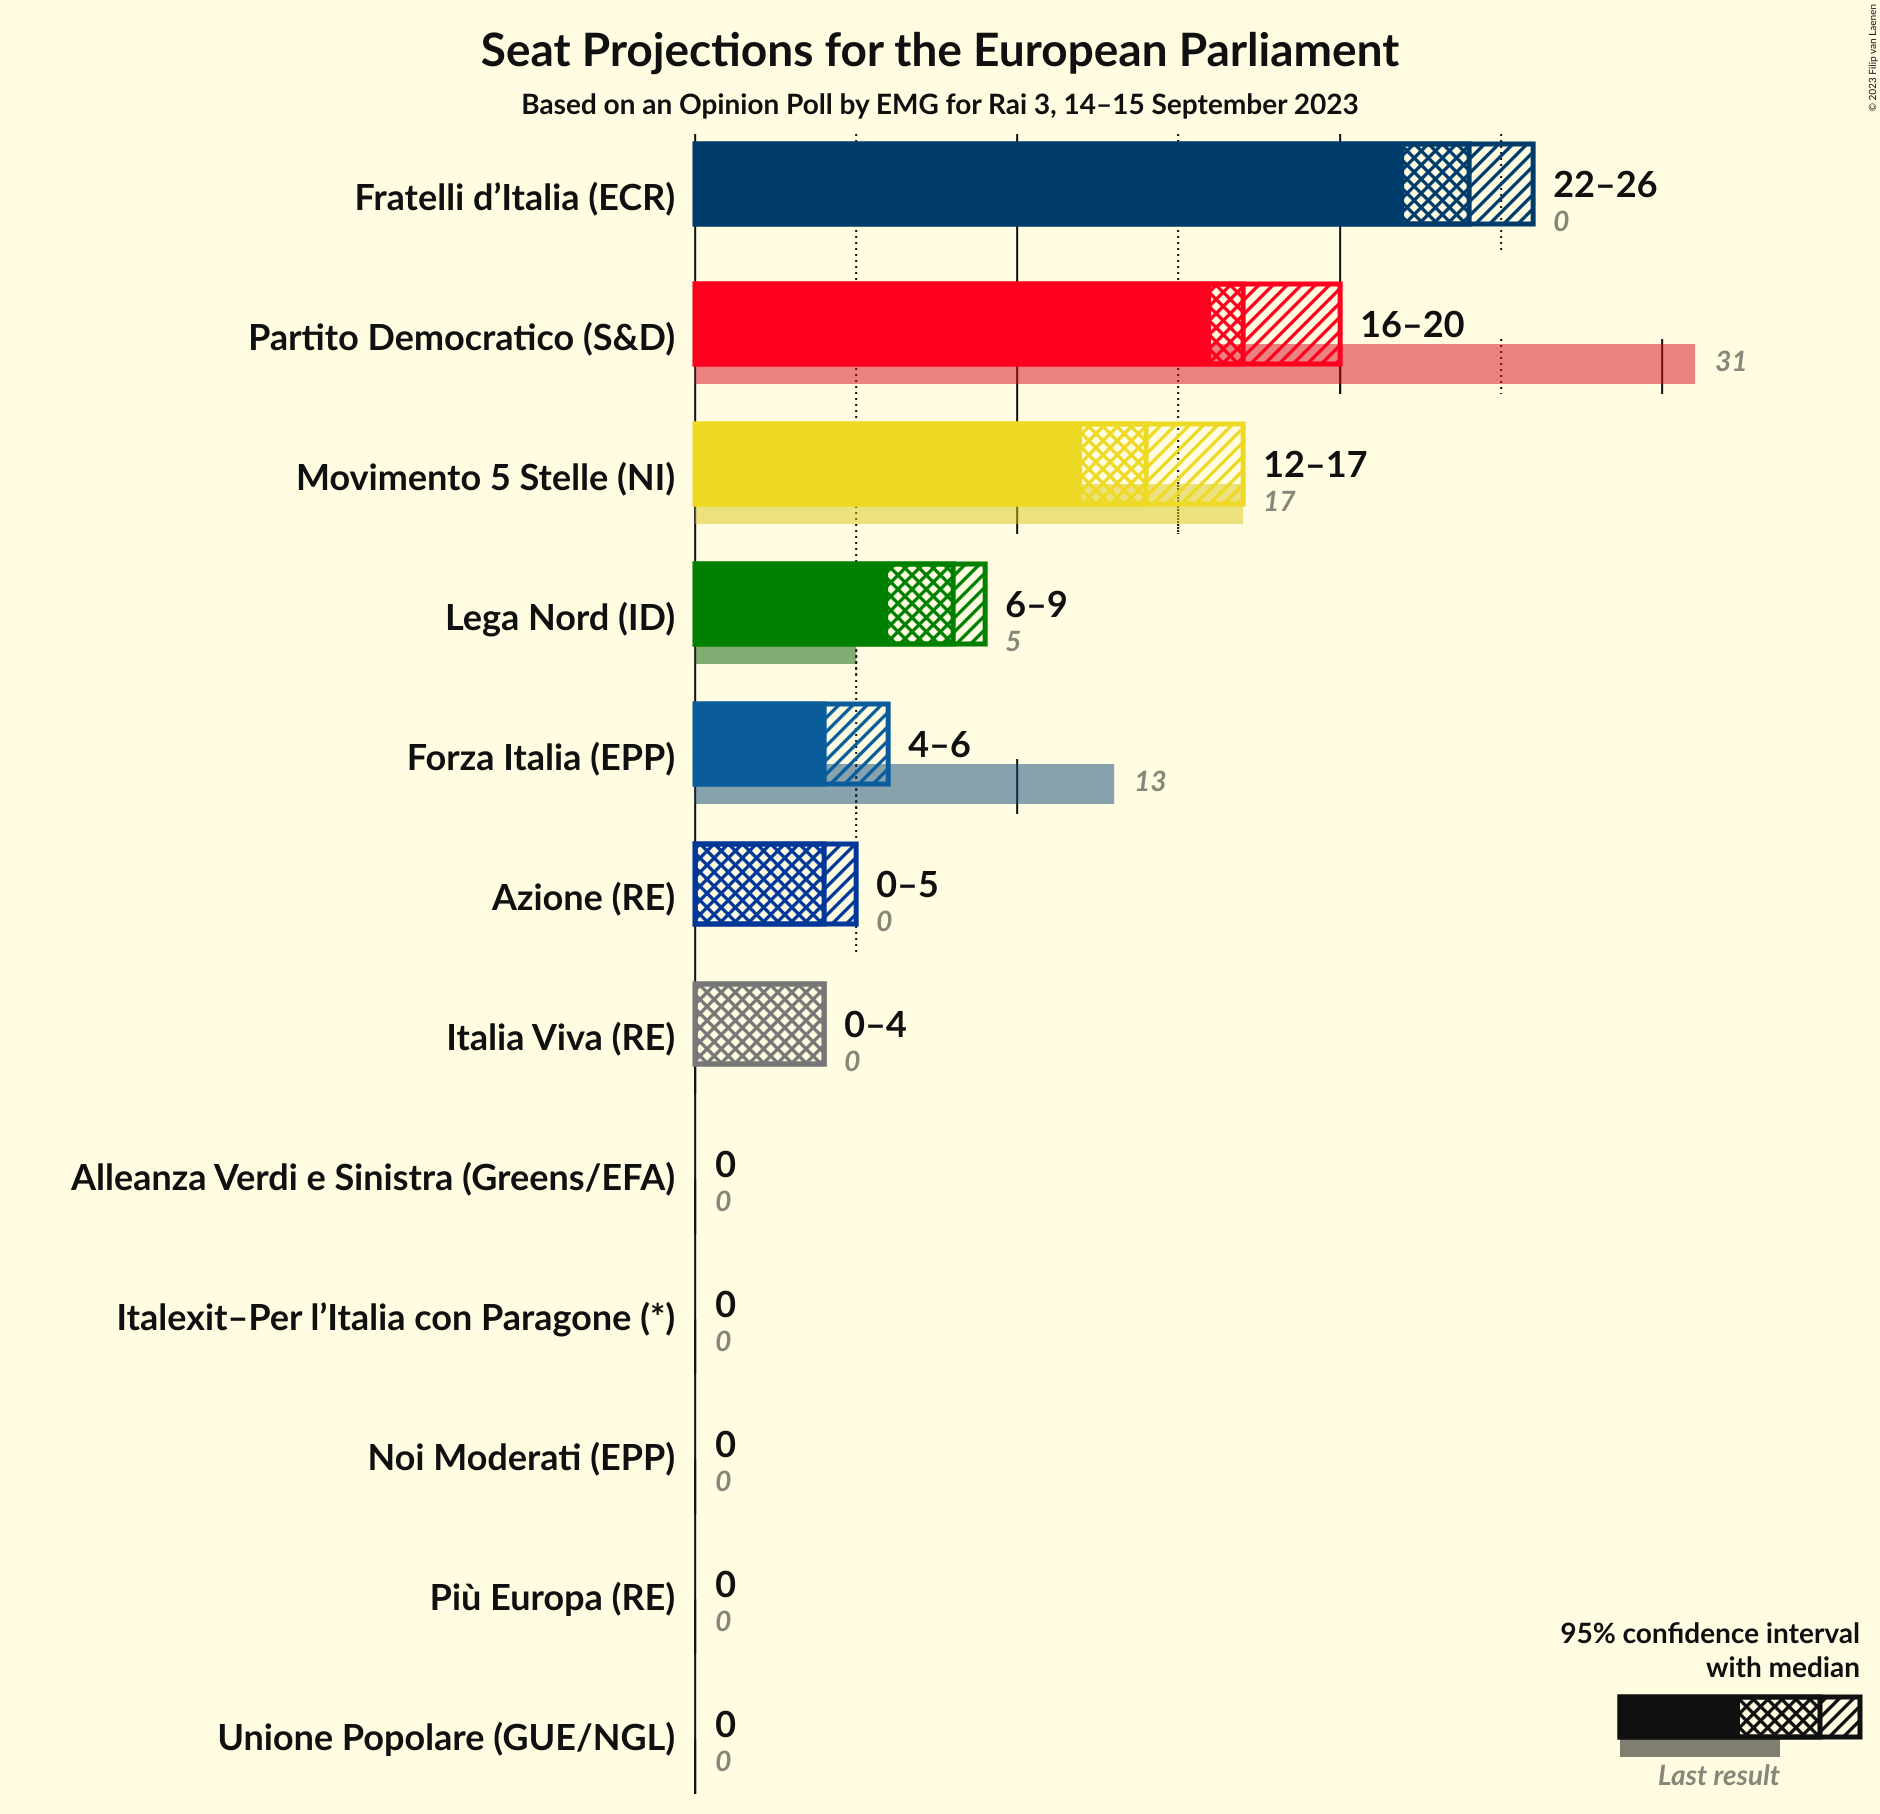 Seat Projections for the European Parliament
Based on an Opinion Poll by EMG for Rai 3, 14–15 September 2023
© 2023 Filip van Laenen
Fratelli d’Italia (ECR)
22–26
0
Partito Democratico (S&D)
16–20
31
Movimento 5 Stelle (NI)
12–17
17
Lega Nord (ID)
6–9
5
Forza Italia (EPP)
4–6
13
Azione (RE)
0–5
0
Italia Viva (RE)
0–4
0
Alleanza Verdi e Sinistra (Greens/EFA)
0
0
Italexit–Per l’Italia con Paragone (*)
0
0
Noi Moderati (EPP)
0
0
Più Europa (RE)
0
0
Unione Popolare (GUE/NGL)
0
0
95% confidence interval
with median
Last result